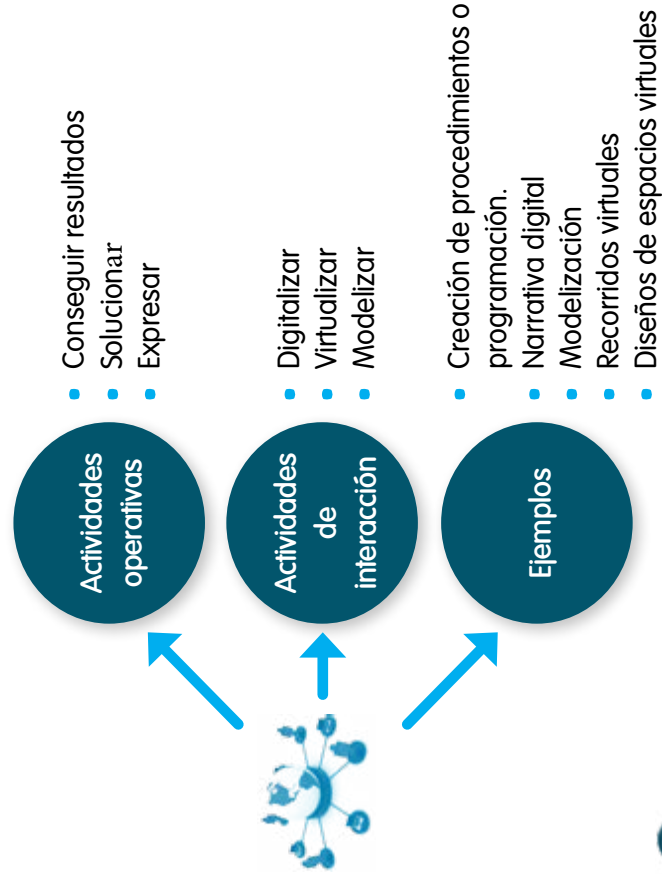 Actividades
operativas
Conseguir resultados
Solucionar
Expresar
Actividades
de
interacción
Digitalizar
Virtualizar
Modelizar
Ejemplos
Creación de procedimientos o
programación.
Narrativa digital
Modelización
Recorridos virtuales
Diseños de espacios virtuales